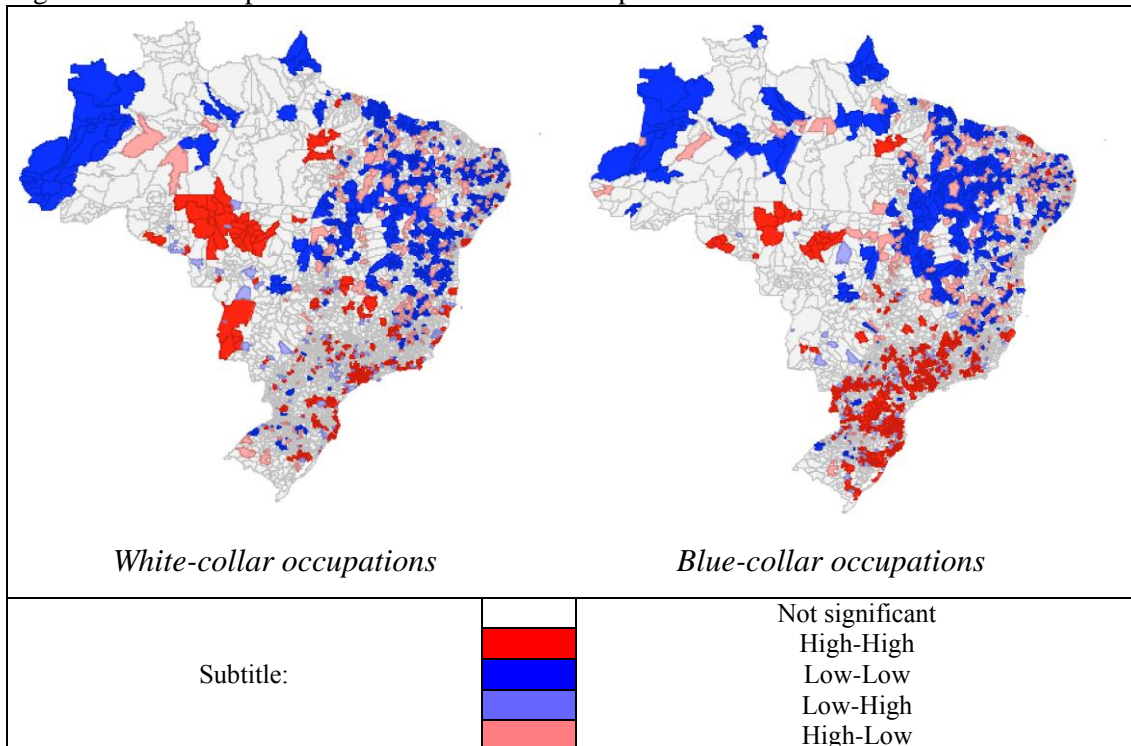 White-collar occupations
Blue-collar occupations
Subtitle:
Not significant
High-High
Low-Low
Low-High
High-Low